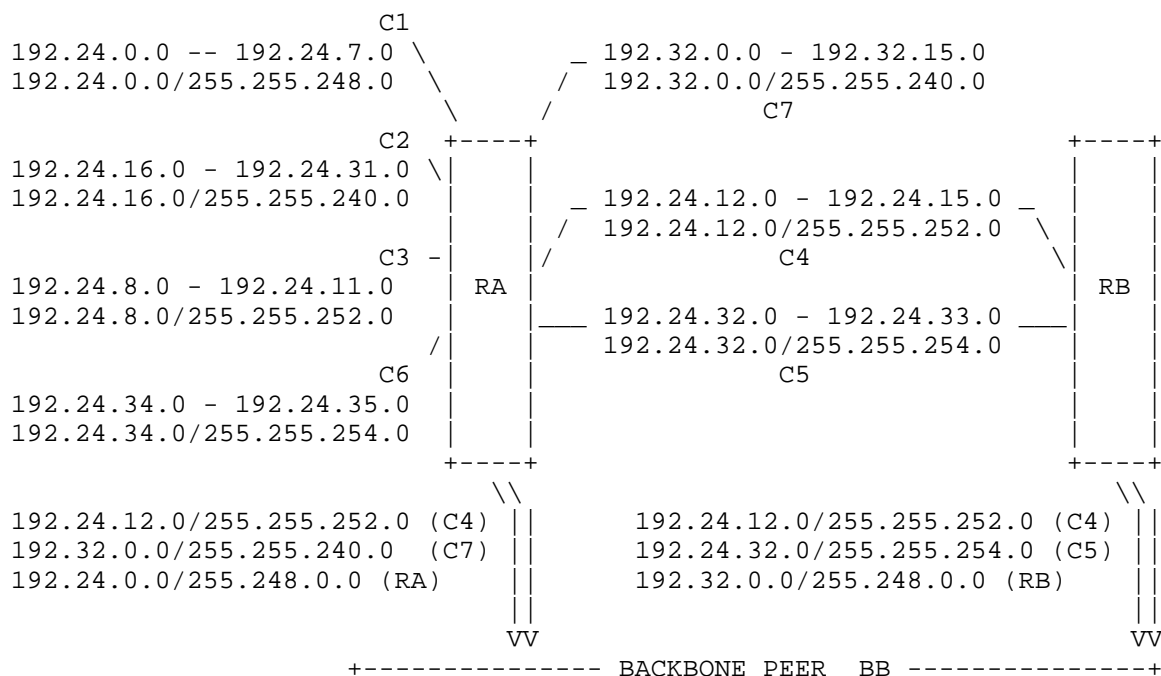 C1
192.24.0.0 -- 192.24.7.0 \ _ 192.32.0.0 - 192.32.15.0
192.24.0.0/255.255.248.0 \ / 192.32.0.0/255.255.240.0
\ / C7
C2 +----+ +----+
192.24.16.0 - 192.24.31.0 \| | | |
192.24.16.0/255.255.240.0 | | _ 192.24.12.0 - 192.24.15.0 _ | |
| | / 192.24.12.0/255.255.252.0 \ | |
C3 -| |/ C4 \| |
192.24.8.0 - 192.24.11.0 | RA | | RB |
192.24.8.0/255.255.252.0 | |___ 192.24.32.0 - 192.24.33.0 ___| |
/| | 192.24.32.0/255.255.254.0 | |
C6 | | C5 | |
192.24.34.0 - 192.24.35.0 | | | |
192.24.34.0/255.255.254.0 | | | |
+----+ +----+
\\ \\
192.24.12.0/255.255.252.0 (C4) || 192.24.12.0/255.255.252.0 (C4) ||
192.32.0.0/255.255.240.0 (C7) || 192.24.32.0/255.255.254.0 (C5) ||
192.24.0.0/255.248.0.0 (RA) || 192.32.0.0/255.248.0.0 (RB) ||
|| ||
VV VV
+--------------- BACKBONE PEER BB ---------------+